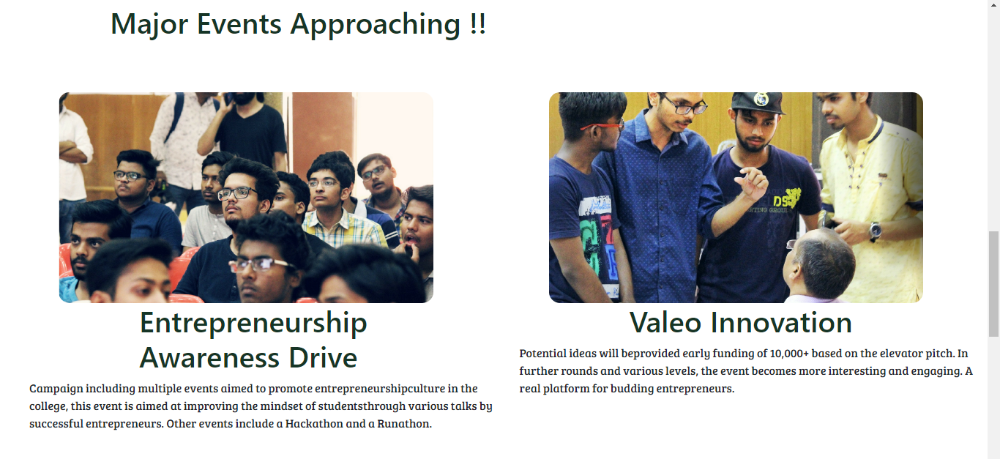 Major Events Approaching !!
DS
RTING GROU
Entrepreneurship
Awareness Drive
Campaign including multiple events aimed to promote entrepreneurshipculture in the
college, this event is aimed at improving the mindset of studentsthrough various talks by
successful entrepreneurs. Other events include a Hackathon and a Runathon.
Valeo Innovation
Potential ideas will beprovided early funding of 10,000+ based on the elevator pitch. In
further rounds and various levels, the event becomes more interesting and engaging. A
real platform for budding entrepreneurs.